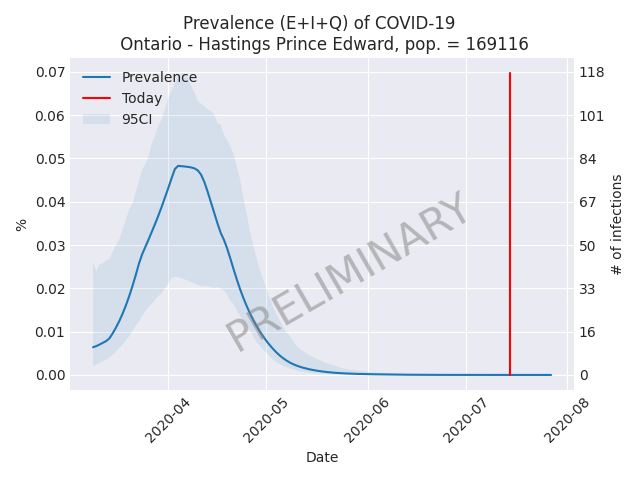 Prevalence (E+I+Q) of COVID-19
Ontario - Hastings Prince Edward, pop. = 169116
Prevalence
Today
95CI
0.07
0.06
0.05
0.04
0.03
0.02
0.01
0.00
%
118
101
84
67
50
33
16
0
# of infections
PRELIMINARY
2020-04
2020-05
2020-06
2020-07
2020-08
Date